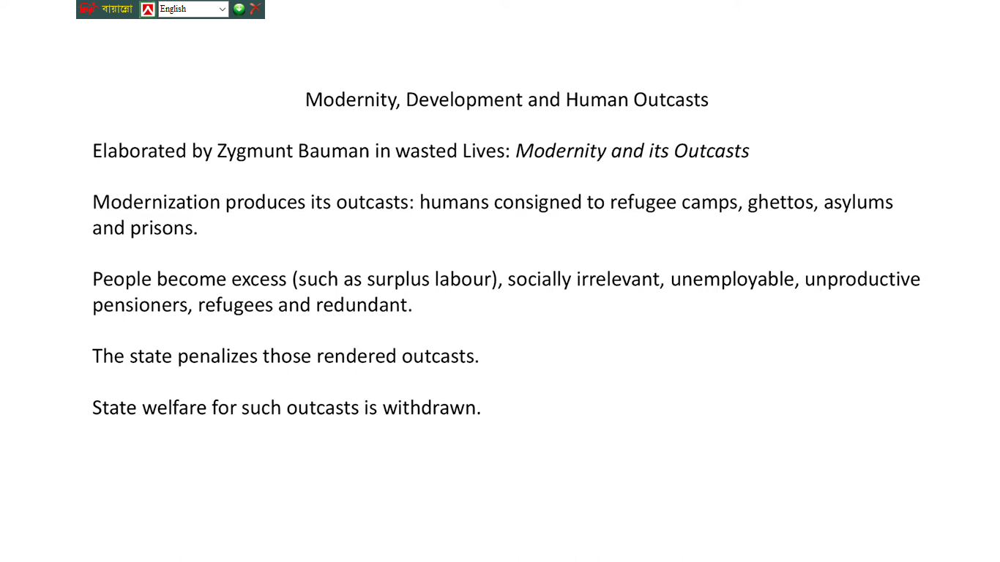 বায়ান্নো English
Modernity, Development and Human Outcasts
Elaborated by Zygmunt Bauman in wasted Lives: Modernity and its Outcasts
Modernization produces its outcasts: humans consigned to refugee camps, ghettos, asylums
and prisons.
People become excess (such as surplus labour), socially irrelevant, unemployable, unproductive
pensioners, refugees and redundant.
The state penalizes those rendered outcasts.
State welfare for such outcasts is withdrawn.